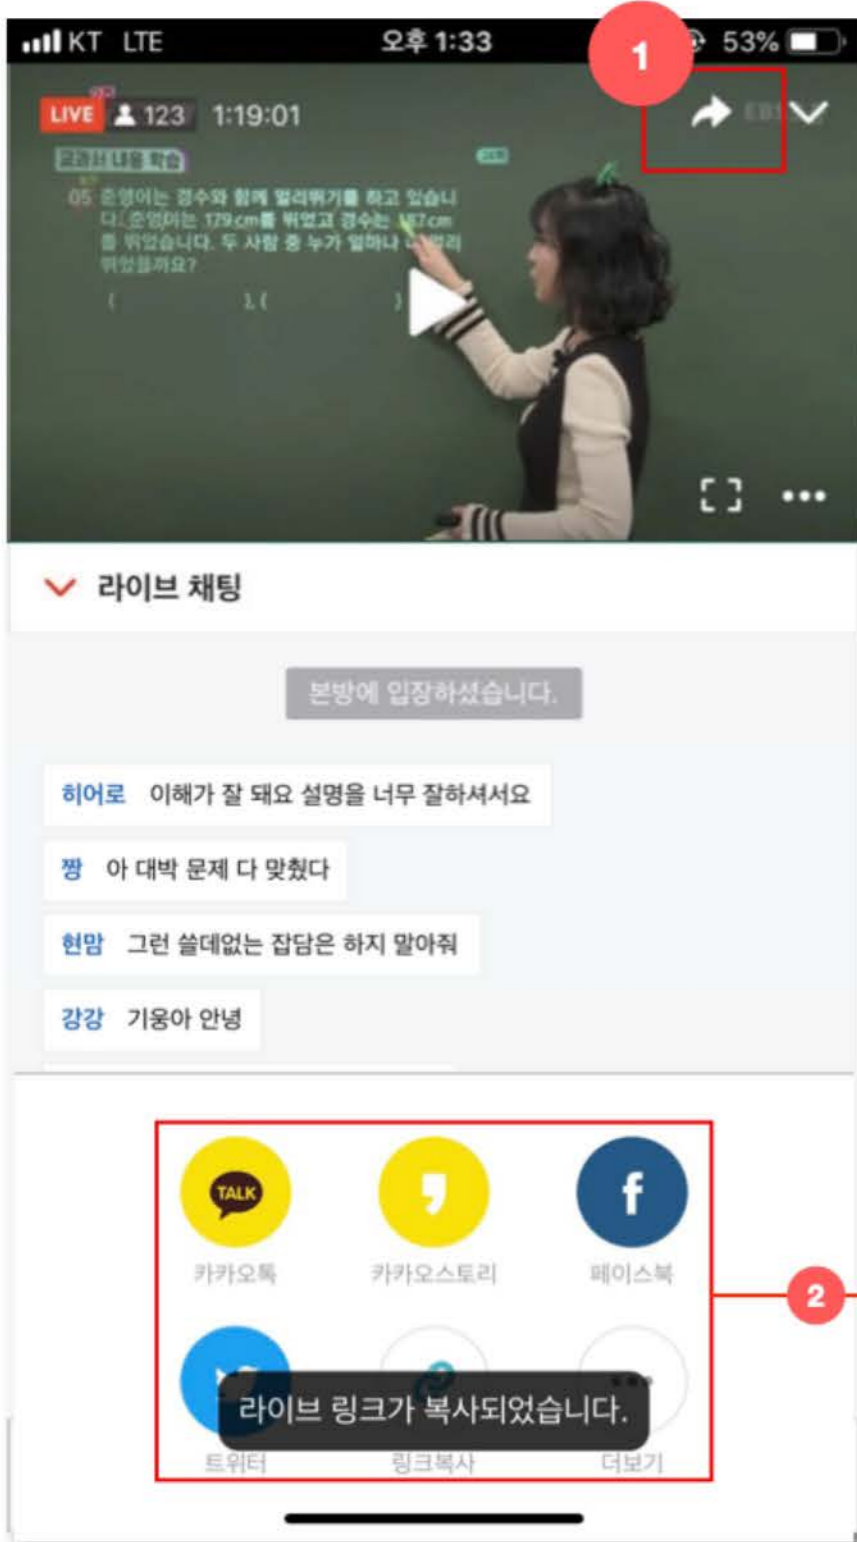 KT LTE 오후 1:33 53%
1
LIVE 123 1:19:01
교과서 내용 학습
05 준영이는 경수와 함께 멀리뛰기를 하고 있습니
다. 준영이는 179 cm를 뛰었고 경수는 187 cm
를 뛰었습니다. 두 사람 중 누가 얼마나 더 멀리
뛰었을까요?
( ), ( )
라이브 채팅
본방에 입장하셨습니다.
히어로 이해가 잘 돼요 설명을 너무 잘하셔서요
짱 아 대박 문제 다 맞췄다
현맘 그런 쓸데없는 잡담은 하지 말아줘
강강 기웅아 안녕
TALK
f
카카오톡 카카오스토리 페이스북
2
라이브 링크가 복사되었습니다.
트위터 링크복사 더보기